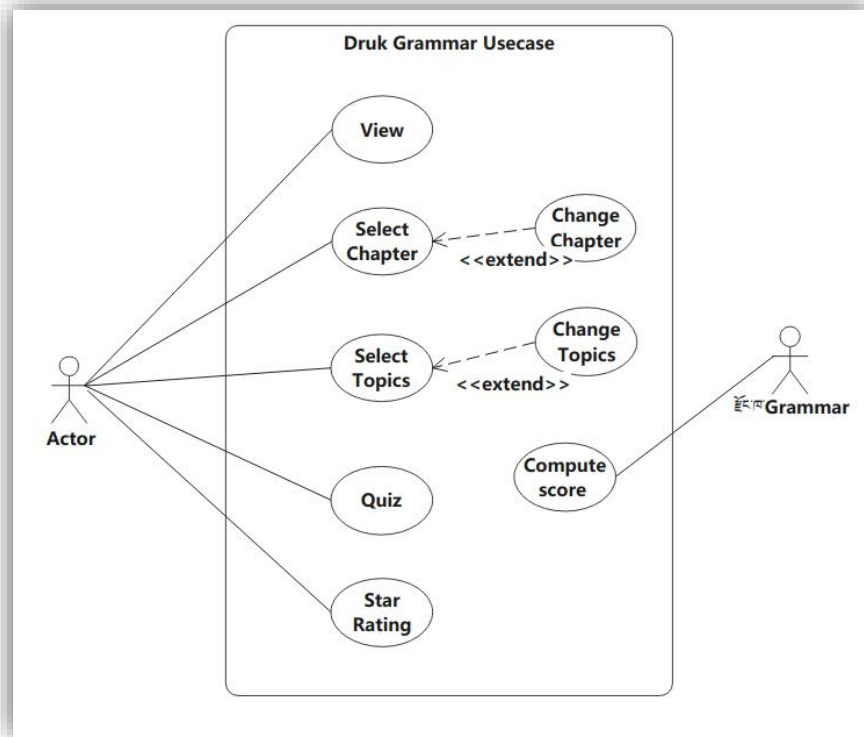 Druk Grammar Usecase
View
Select
Chapter
Change
Chapter
<<extend>>
Select
Topics
Change
Topics
<<extend>>
Actor
རྫོང་ཁ་Grammar
Compute
score
Quiz
Star
Rating